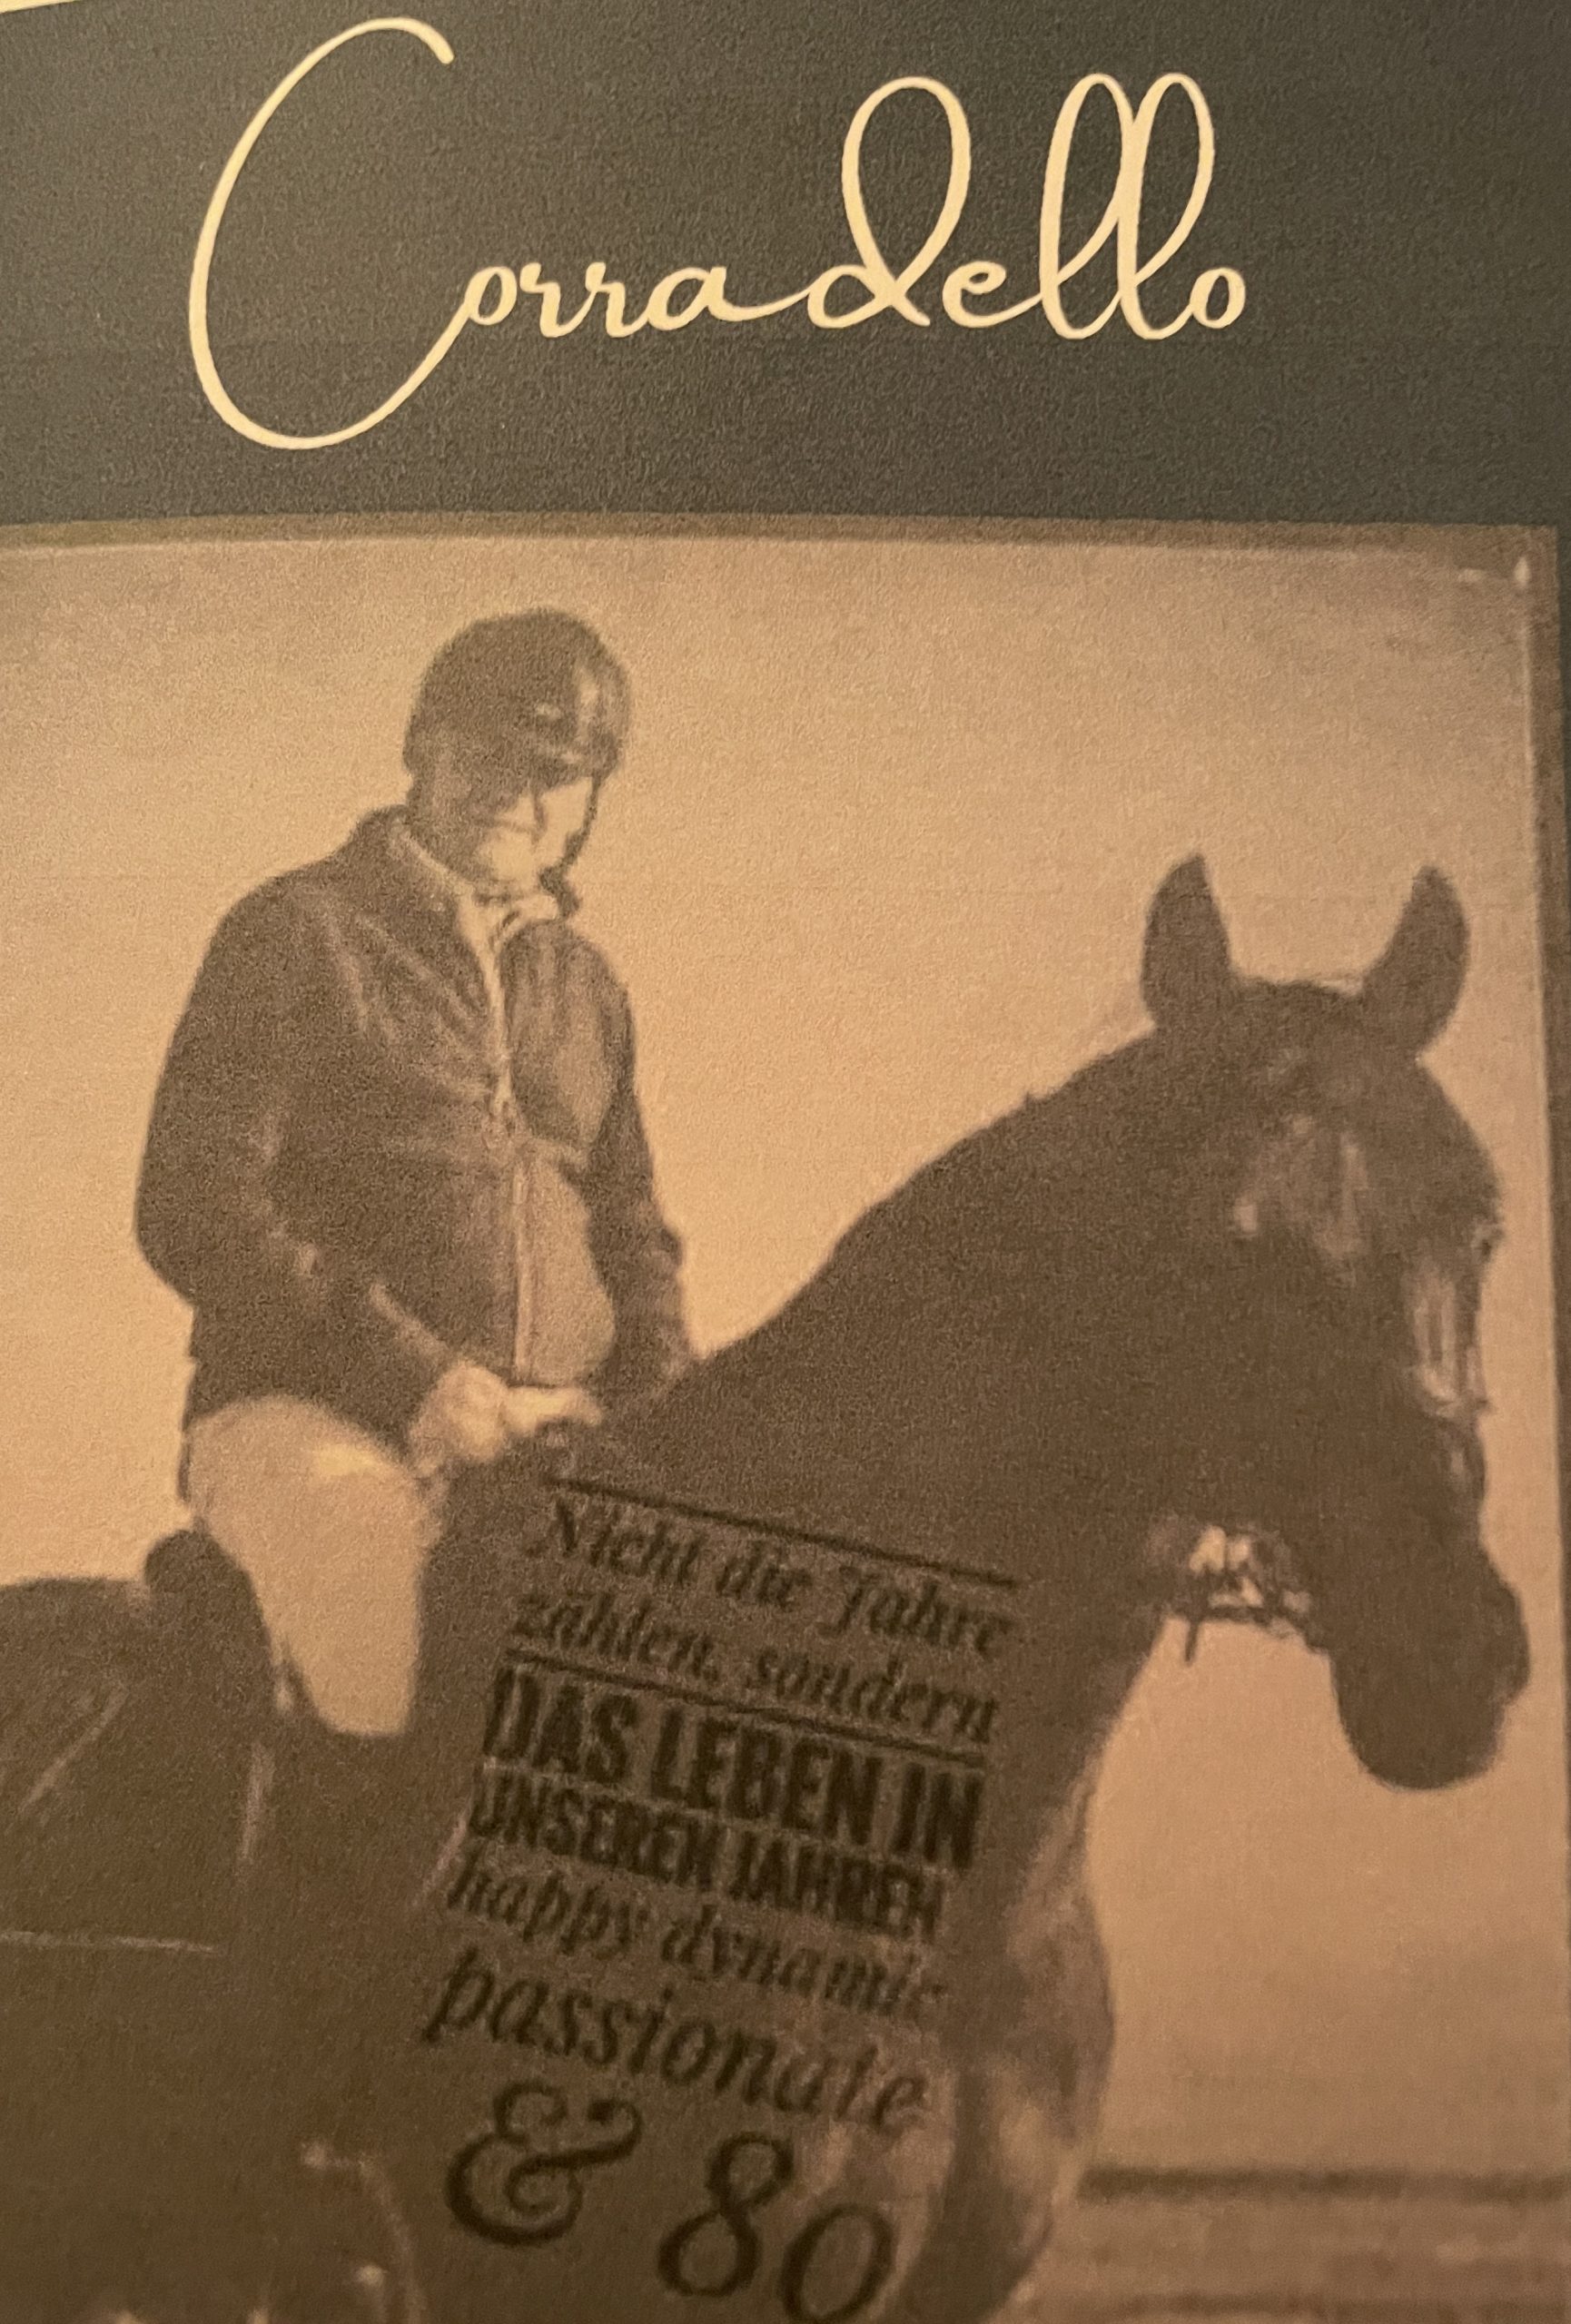 Corradello
Nicht die Jahre
zählen, sondern
DAS LEBEN IN
UNSEREN JAHREN
happy dynamic
passionate
& 80